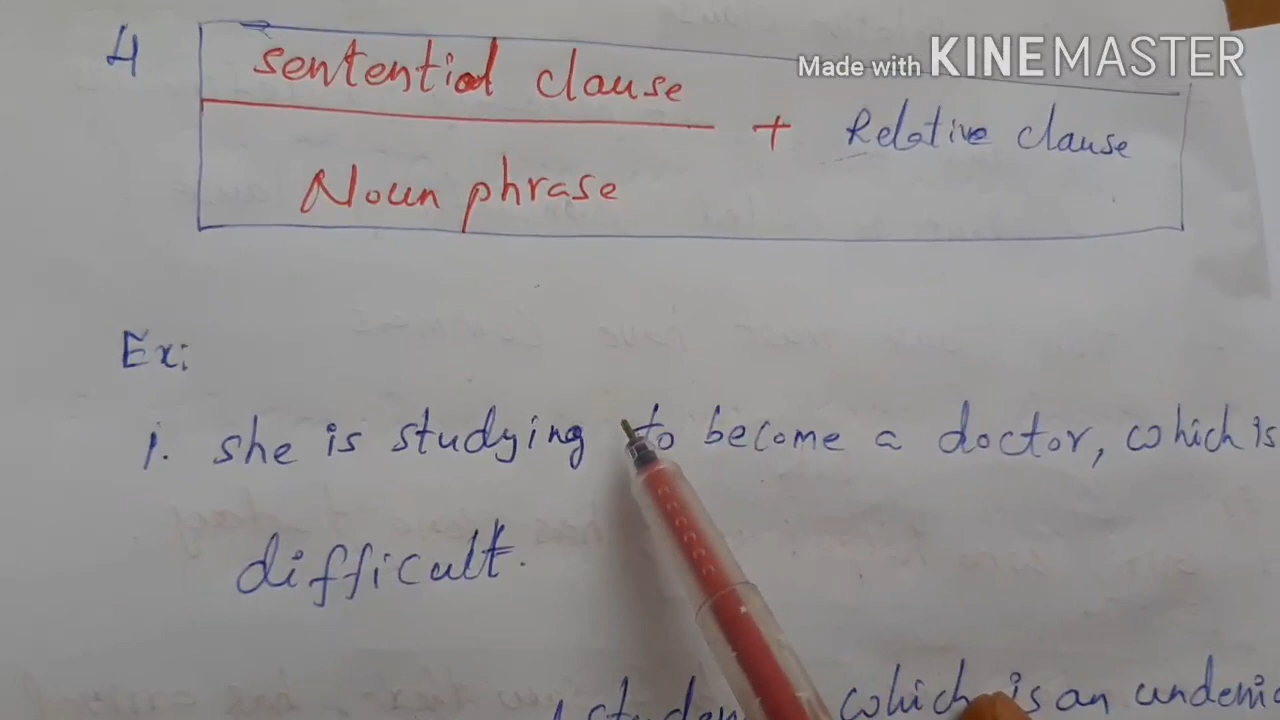 4
Made with KINEMASTER
sentential clause
+ Relative clause
Noun phrase
Ex:
1. she is studying to become a doctor, which is
difficult.
which is an